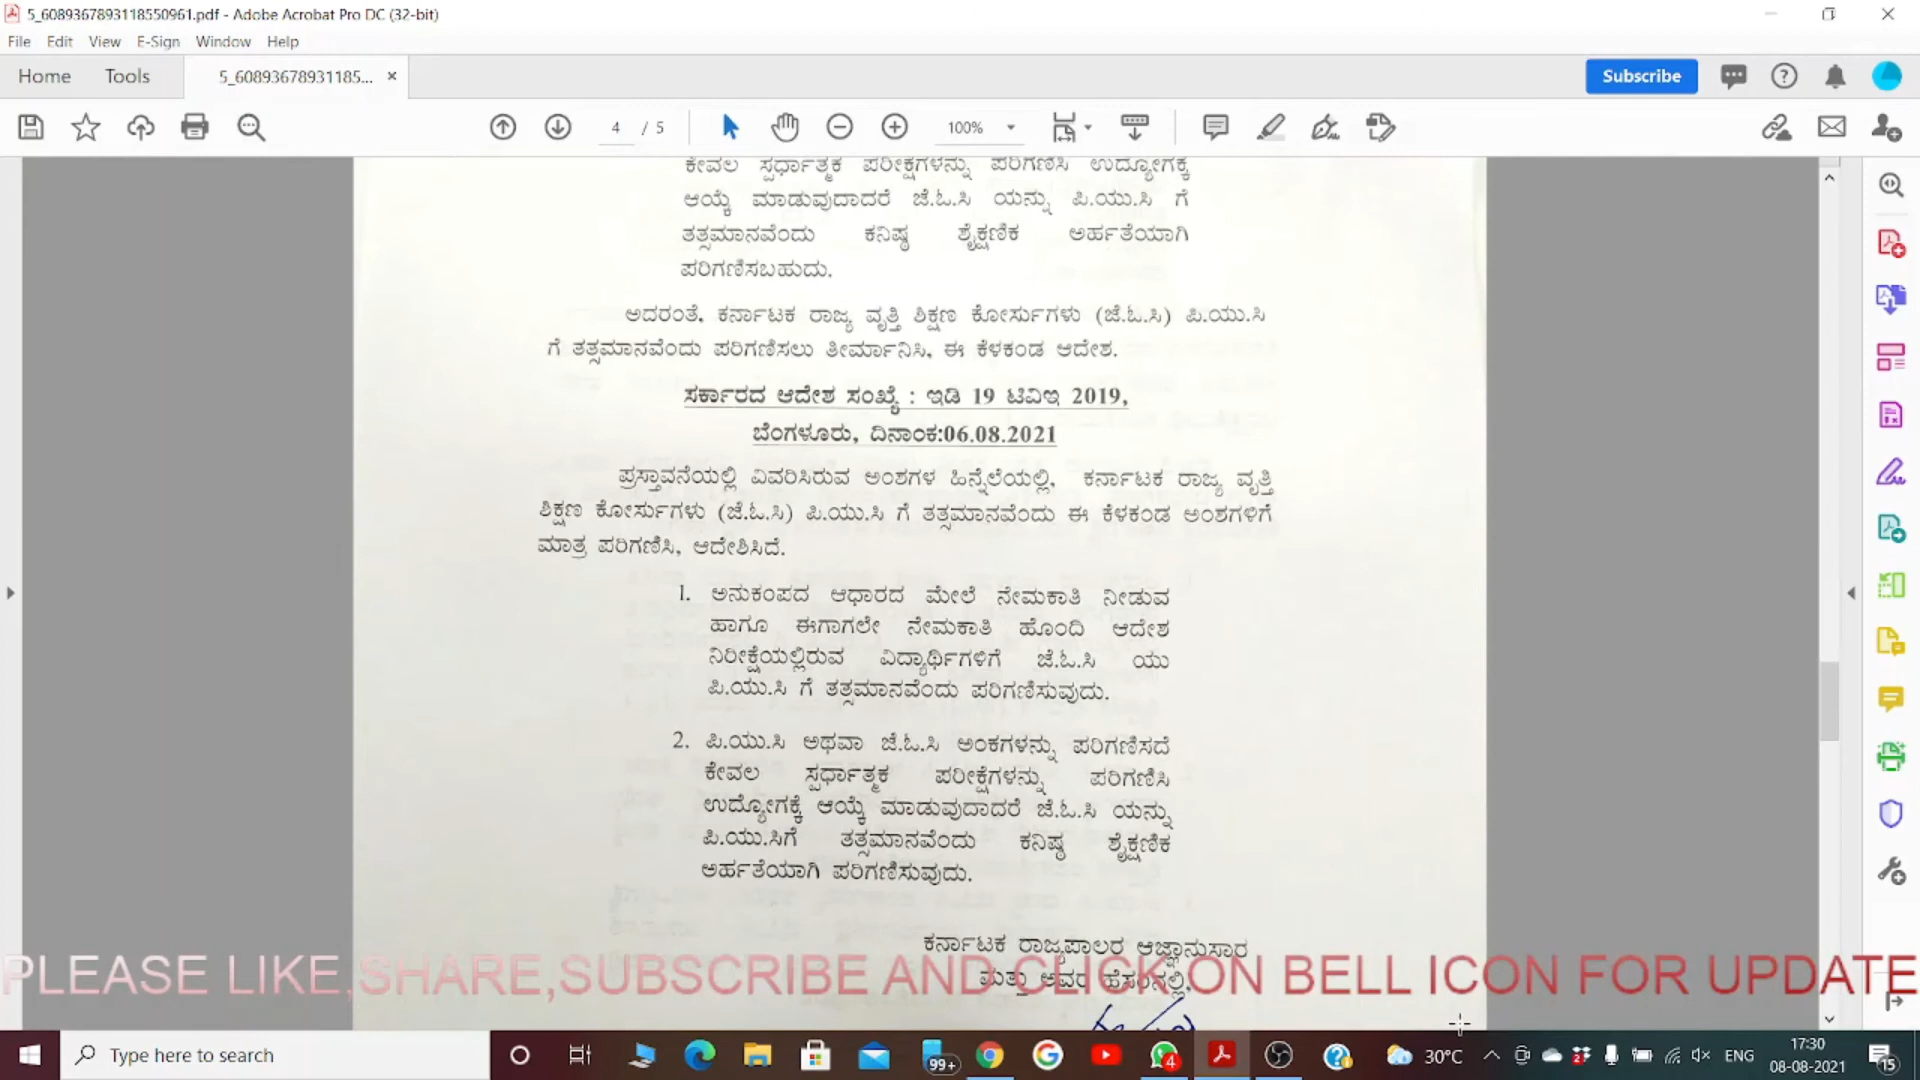 5_6089367893118550961.pdf - Adobe Acrobat Pro DC (32-bit)
File Edit View E-Sign Window Help
Home Tools 5_60893678931185... × Subscribe
4 / 5 100%
ಕೇವಲ ಸ್ಪರ್ಧಾತ್ಮಕ ಪರೀಕ್ಷೆಗಳನ್ನು ಪರಿಗಣಿಸಿ ಉದ್ಯೋಗಕ್ಕೆ
ಆಯ್ಕೆ ಮಾಡುವುದಾದರೆ ಜೆ.ಓ.ಸಿ ಯನ್ನು ಪಿ.ಯು.ಸಿ ಗೆ
ತತ್ಸಮಾನವೆಂದು ಕನಿಷ್ಠ ಶೈಕ್ಷಣಿಕ ಅರ್ಹತೆಯಾಗಿ
ಪರಿಗಣಿಸಬಹುದು.
ಅದರಂತೆ, ಕರ್ನಾಟಕ ರಾಜ್ಯ ವೃತ್ತಿ ಶಿಕ್ಷಣ ಕೋರ್ಸುಗಳು (ಜೆ.ಓ.ಸಿ) ಪಿ.ಯು.ಸಿ
ಗೆ ತತ್ಸಮಾನವೆಂದು ಪರಿಗಣಿಸಲು ತೀರ್ಮಾನಿಸಿ, ಈ ಕೆಳಕಂಡ ಆದೇಶ.
ಸರ್ಕಾರದ ಆದೇಶ ಸಂಖ್ಯೆ : ಇಡಿ 19 ಟಿವಿಇ 2019,
ಬೆಂಗಳೂರು, ದಿನಾಂಕ:06.08.2021
ಪ್ರಸ್ತಾವನೆಯಲ್ಲಿ ವಿವರಿಸಿರುವ ಅಂಶಗಳ ಹಿನ್ನೆಲೆಯಲ್ಲಿ, ಕರ್ನಾಟಕ ರಾಜ್ಯ ವೃತ್ತಿ
ಶಿಕ್ಷಣ ಕೋರ್ಸುಗಳು (ಜೆ.ಓ.ಸಿ) ಪಿ.ಯು.ಸಿ ಗೆ ತತ್ಸಮಾನವೆಂದು ಈ ಕೆಳಕಂಡ ಅಂಶಗಳಿಗೆ
ಮಾತ್ರ ಪರಿಗಣಿಸಿ, ಆದೇಶಿಸಿದೆ.
1. ಅನುಕಂಪದ ಆಧಾರದ ಮೇಲೆ ನೇಮಕಾತಿ ನೀಡುವ
ಹಾಗೂ ಈಗಾಗಲೇ ನೇಮಕಾತಿ ಹೊಂದಿ ಆದೇಶ
ನಿರೀಕ್ಷೆಯಲ್ಲಿರುವ ವಿದ್ಯಾರ್ಥಿಗಳಿಗೆ ಜೆ.ಓ.ಸಿ ಯು
ಪಿ.ಯು.ಸಿ ಗೆ ತತ್ಸಮಾನವೆಂದು ಪರಿಗಣಿಸುವುದು.
2. ಪಿ.ಯು.ಸಿ ಅಥವಾ ಜೆ.ಓ.ಸಿ ಅಂಕಗಳನ್ನು ಪರಿಗಣಿಸದೆ
ಕೇವಲ ಸ್ಪರ್ಧಾತ್ಮಕ ಪರೀಕ್ಷೆಗಳನ್ನು ಪರಿಗಣಿಸಿ
ಉದ್ಯೋಗಕ್ಕೆ ಆಯ್ಕೆ ಮಾಡುವುದಾದರೆ ಜೆ.ಓ.ಸಿ ಯನ್ನು
ಪಿ.ಯು.ಸಿಗೆ ತತ್ಸಮಾನವೆಂದು ಕನಿಷ್ಠ ಶೈಕ್ಷಣಿಕ
ಅರ್ಹತೆಯಾಗಿ ಪರಿಗಣಿಸುವುದು.
ಕರ್ನಾಟಕ ರಾಜ್ಯಪಾಲರ ಆಜ್ಞಾನುಸಾರ
ಮತ್ತು ಅವರ ಹೆಸರಿನಲ್ಲಿ,
PLEASE LIKE,SHARE,SUBSCRIBE AND CLICK ON BELL ICON FOR UPDATE
Type here to search 99+ 4 30°C ENG 17:30
08-08-2021 15